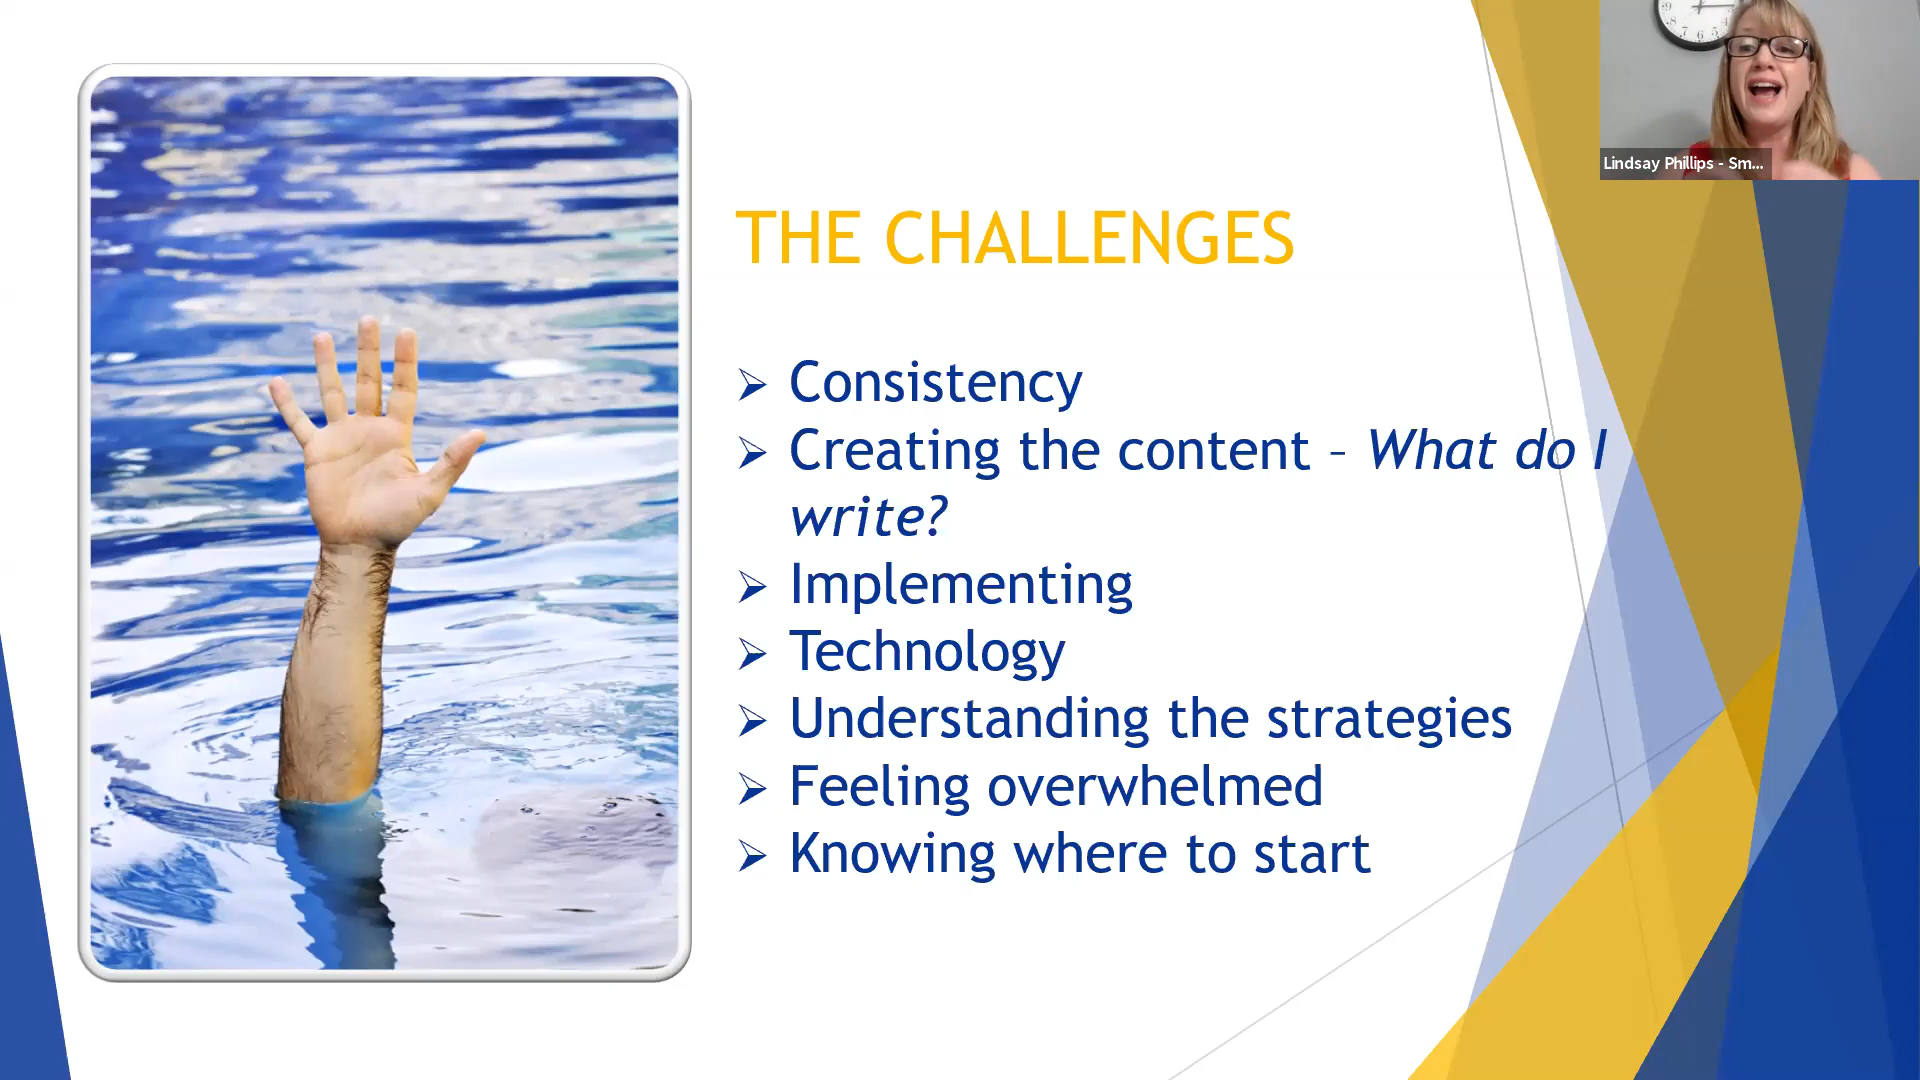 Lindsay Phillips - Sm...
THE CHALLENGES
Consistency
Creating the content – What do I
write?
Implementing
Technology
Understanding the strategies
Feeling overwhelmed
Knowing where to start